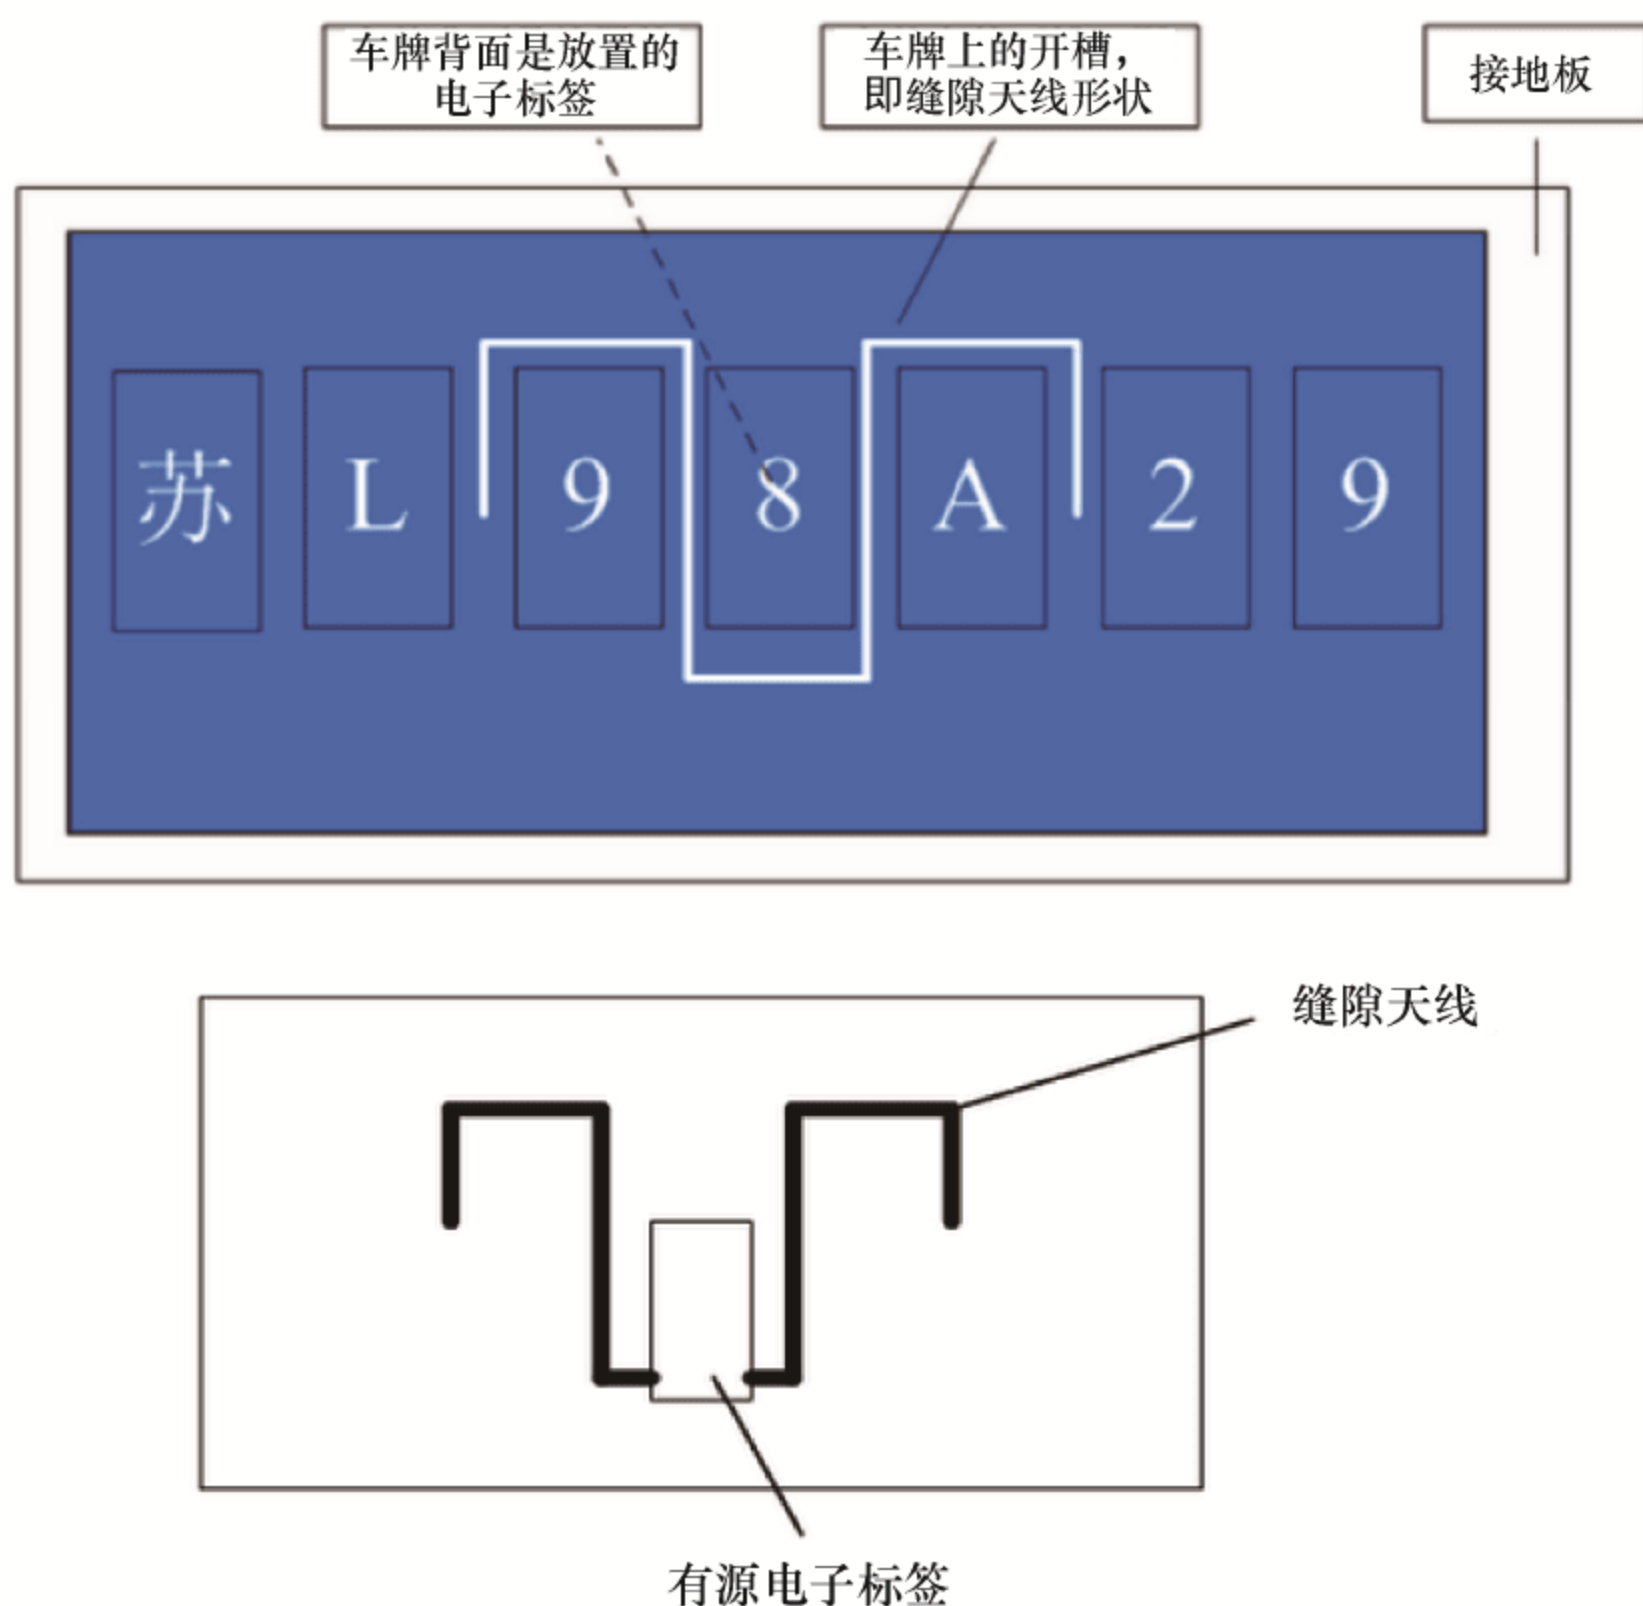 车牌背面是放置的
电子标签
车牌上的开槽，
即缝隙天线形状
接地板
苏L98A29
缝隙天线
有源电子标签